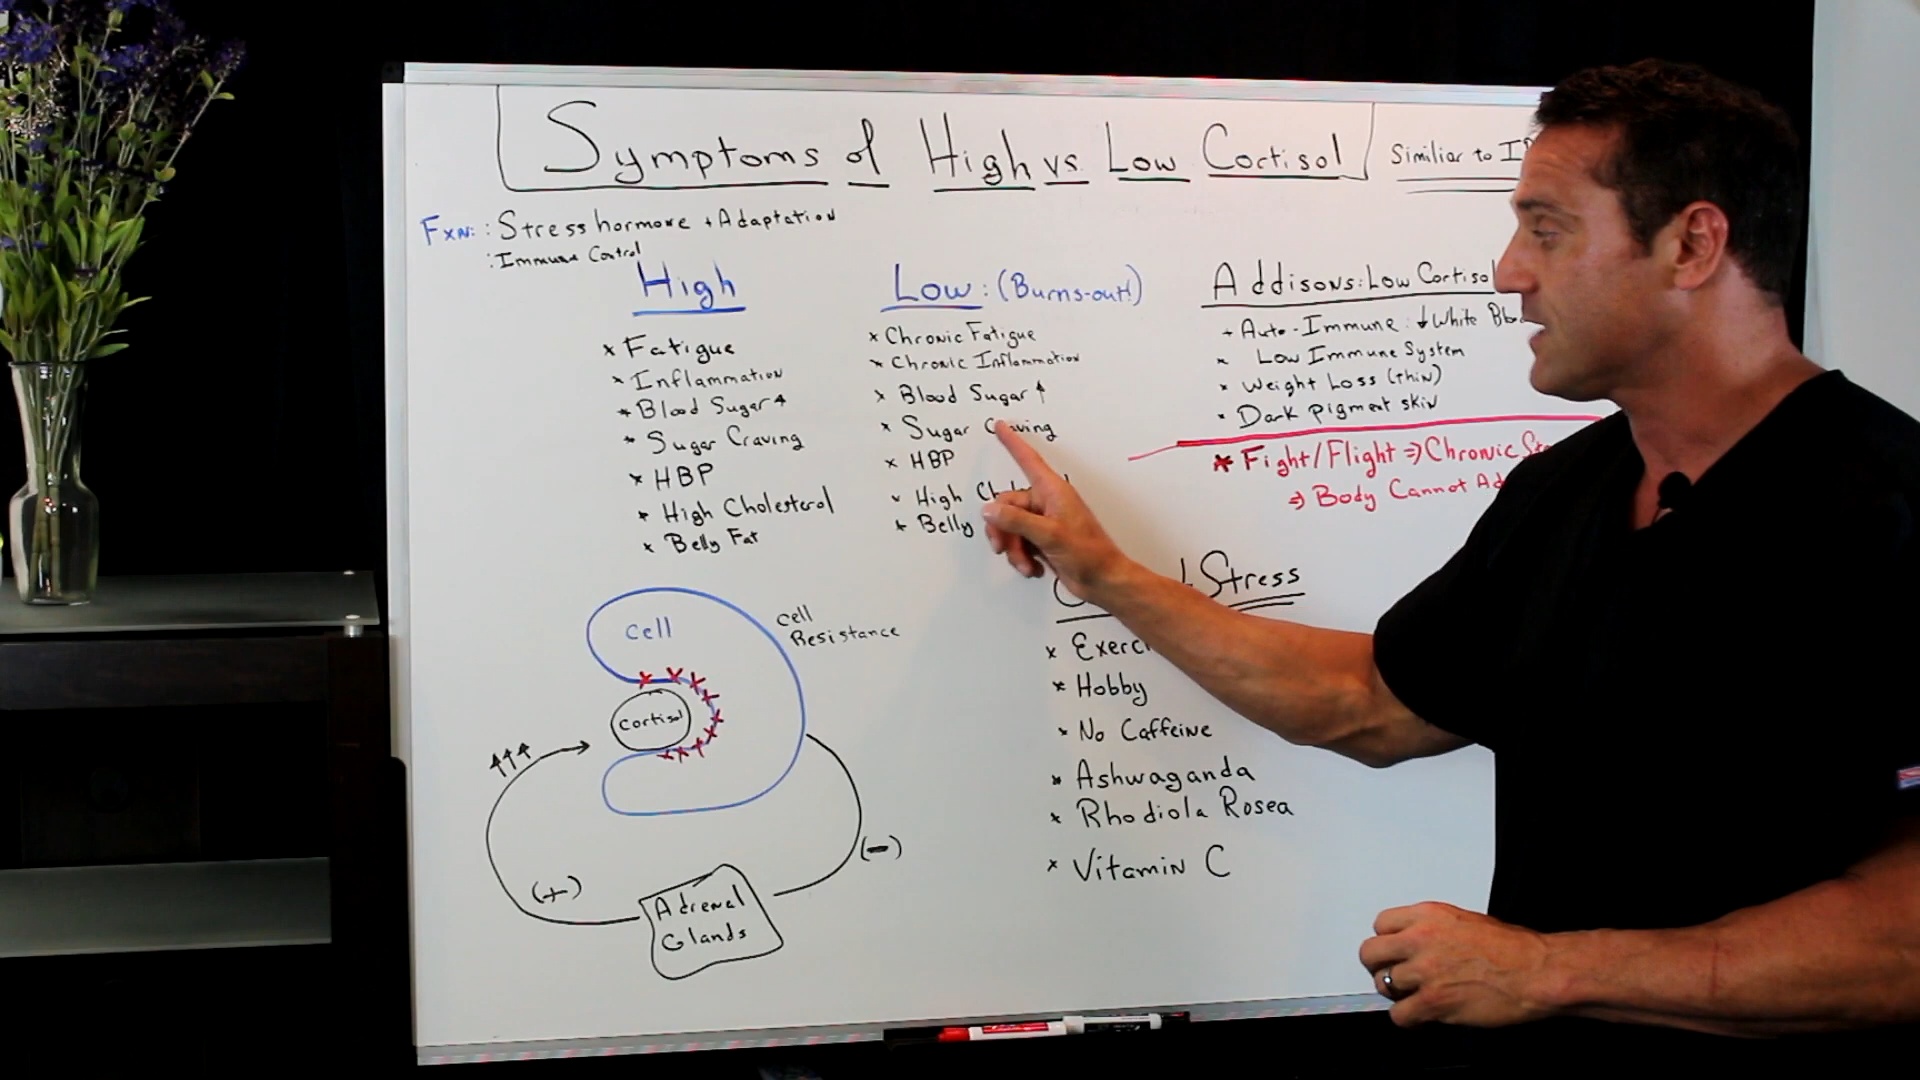 Symptoms of High vs. Low Cortisol
Similiar to
Fxn: : Stress hormone + Adaptation
: Immune Control
High
x Fatigue
x Inflammation
x Blood Sugar ↑
x Sugar Craving
x HBP
x High Cholesterol
x Belly Fat
Low: (Burns-out!)
x Chronic Fatigue
x Chronic Inflammation
x Blood Sugar ↑
x Sugar Craving
x HBP
x High
x Belly
Addisons: Low Cortisol
+ Auto-Immune: ↓ White
x Low Immune System
x Weight Loss (thin)
x Dark pigment skin
* Fight/Flight ⇒ Chronic
⇒ Body Cannot
Stress
x
x Hobby
x No Caffeine
x Ashwaganda
x Rhodiola Rosea
x Vitamin C
Cell
Cell
Resistance
Cortisol
↑↑↑
(+)
(-)
Adrenal
Glands